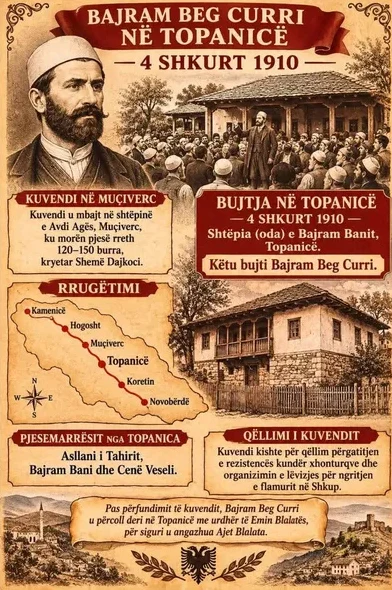 BAJRAM BEG CURRI
NË TOPANICË
— 4 SHKURT 1910 —
KUVENDI NË MUÇIVERC
Kuvendi u mbajt në shtëpinë
e Avdi Agës, Muçiverc,
ku morën pjesë rreth
120–150 burra,
kryetar Shemë Dajkoci.
BUJTJA NË TOPANICË
— 4 SHKURT 1910 —
Shtëpia (oda) e Bajram Banit,
Topanicë.
Këtu bujti Bajram Beg Curri.
RRUGËTIMI
Kamenicë
Hogosht
Muçiverc
Topanicë
Koretin
Novobërdë
N
W E
S
PJESEMARRËSIT NGA TOPANICA
Asllani i Tahirit,
Bajram Bani dhe Cenë Veseli.
QËLLIMI I KUVENDIT
Kuvendi kishte për qëllim përgatitjen
e rezistencës kundër xhonturqve dhe
organizimin e lëvizjes për ngritjen
e flamurit në Shkup.
Pas përfundimit të kuvendit, Bajram Beg Curri
u përcoll deri në Topanicë me urdhër të Emin Blalatës,
për siguri u angazhua Ajet Blalata.